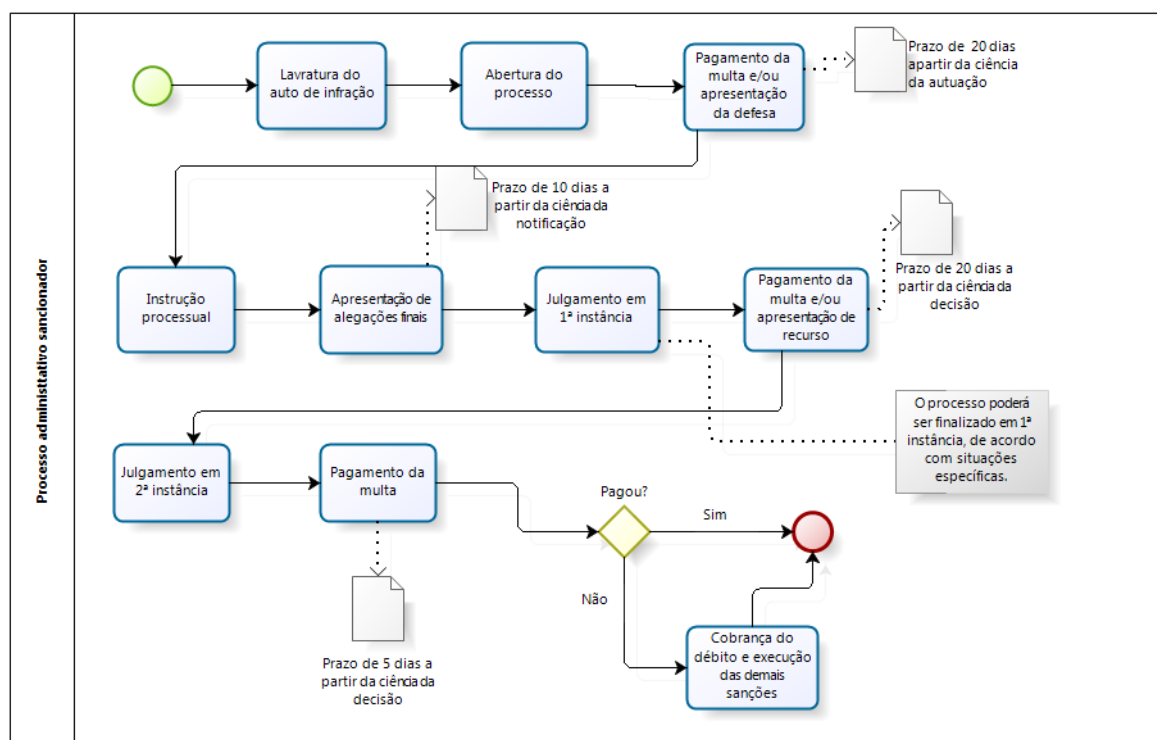 Processo administtativo sancionador
Lavratura do
auto de infração
Abertura do
processo
Pagamento da
multa e/ou
apresentação
da defesa
Prazo de 20 dias
apartir da ciência
da autuação
Prazo de 10 dias a
partir da ciência da
notificação
Instrução
processual
Apresentação de
alegações finais
Julgamento em
1ª instância
Pagamento da
multa e/ou
apresentação de
recurso
Prazo de 20 dias a
partir da ciência da
decisão
O processo poderá
ser finalizado em 1ª
instância, de acordo
com situações
específicas.
Julgamento em
2ª instância
Pagamento da
multa
Pagou?
Sim
Não
Prazo de 5 dias a
partir da ciência da
decisão
Cobrança do
débito e execução
das demais
sanções